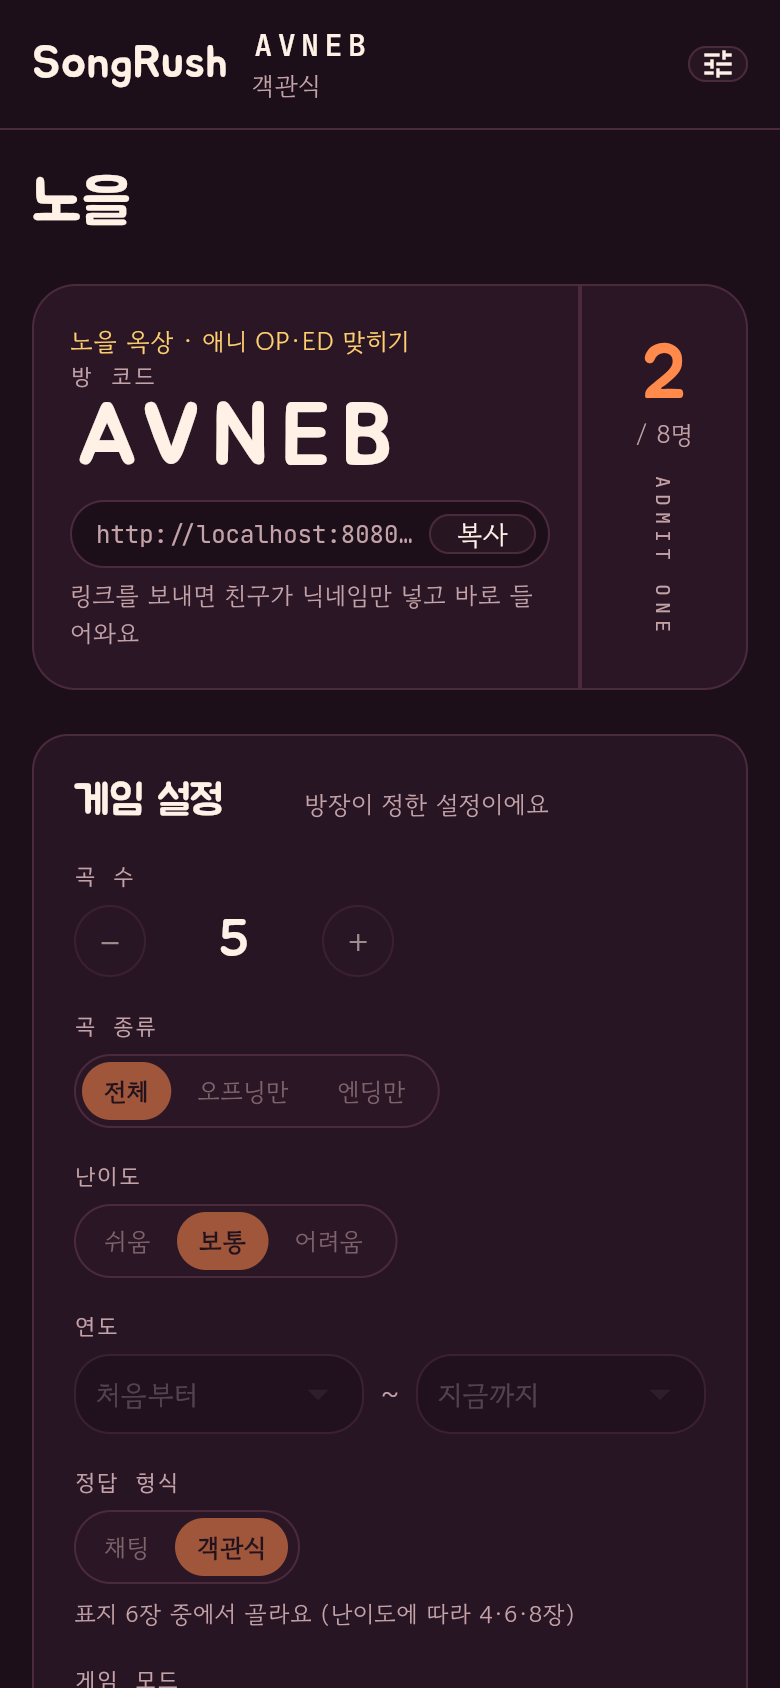 SongRush
AVNEB
객관식
노을
노을 옥상 · 애니 OP·ED 맞히기
방 코드
AVNEB
http://localhost:8080…
복사
링크를 보내면 친구가 닉네임만 넣고 바로 들
어와요
2
/ 8명
ADMIT ONE
게임 설정
방장이 정한 설정이에요
곡 수
− 5 +
곡 종류
전체 오프닝만 엔딩만
난이도
쉬움 보통 어려움
연도
처음부터 ~ 지금까지
정답 형식
채팅 객관식
표지 6장 중에서 골라요 (난이도에 따라 4·6·8장)
게임 모드